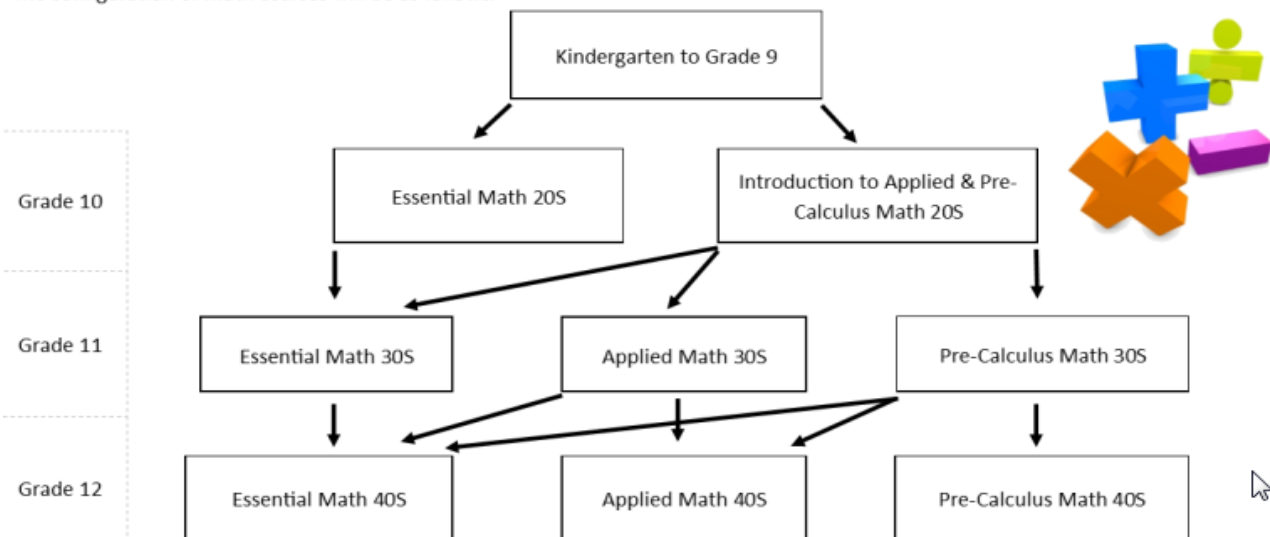 Kindergarten to Grade 9
Grade 10
Essential Math 20S
Introduction to Applied & Pre-
Calculus Math 20S
Grade 11
Essential Math 30S
Applied Math 30S
Pre-Calculus Math 30S
Grade 12
Essential Math 40S
Applied Math 40S
Pre-Calculus Math 40S